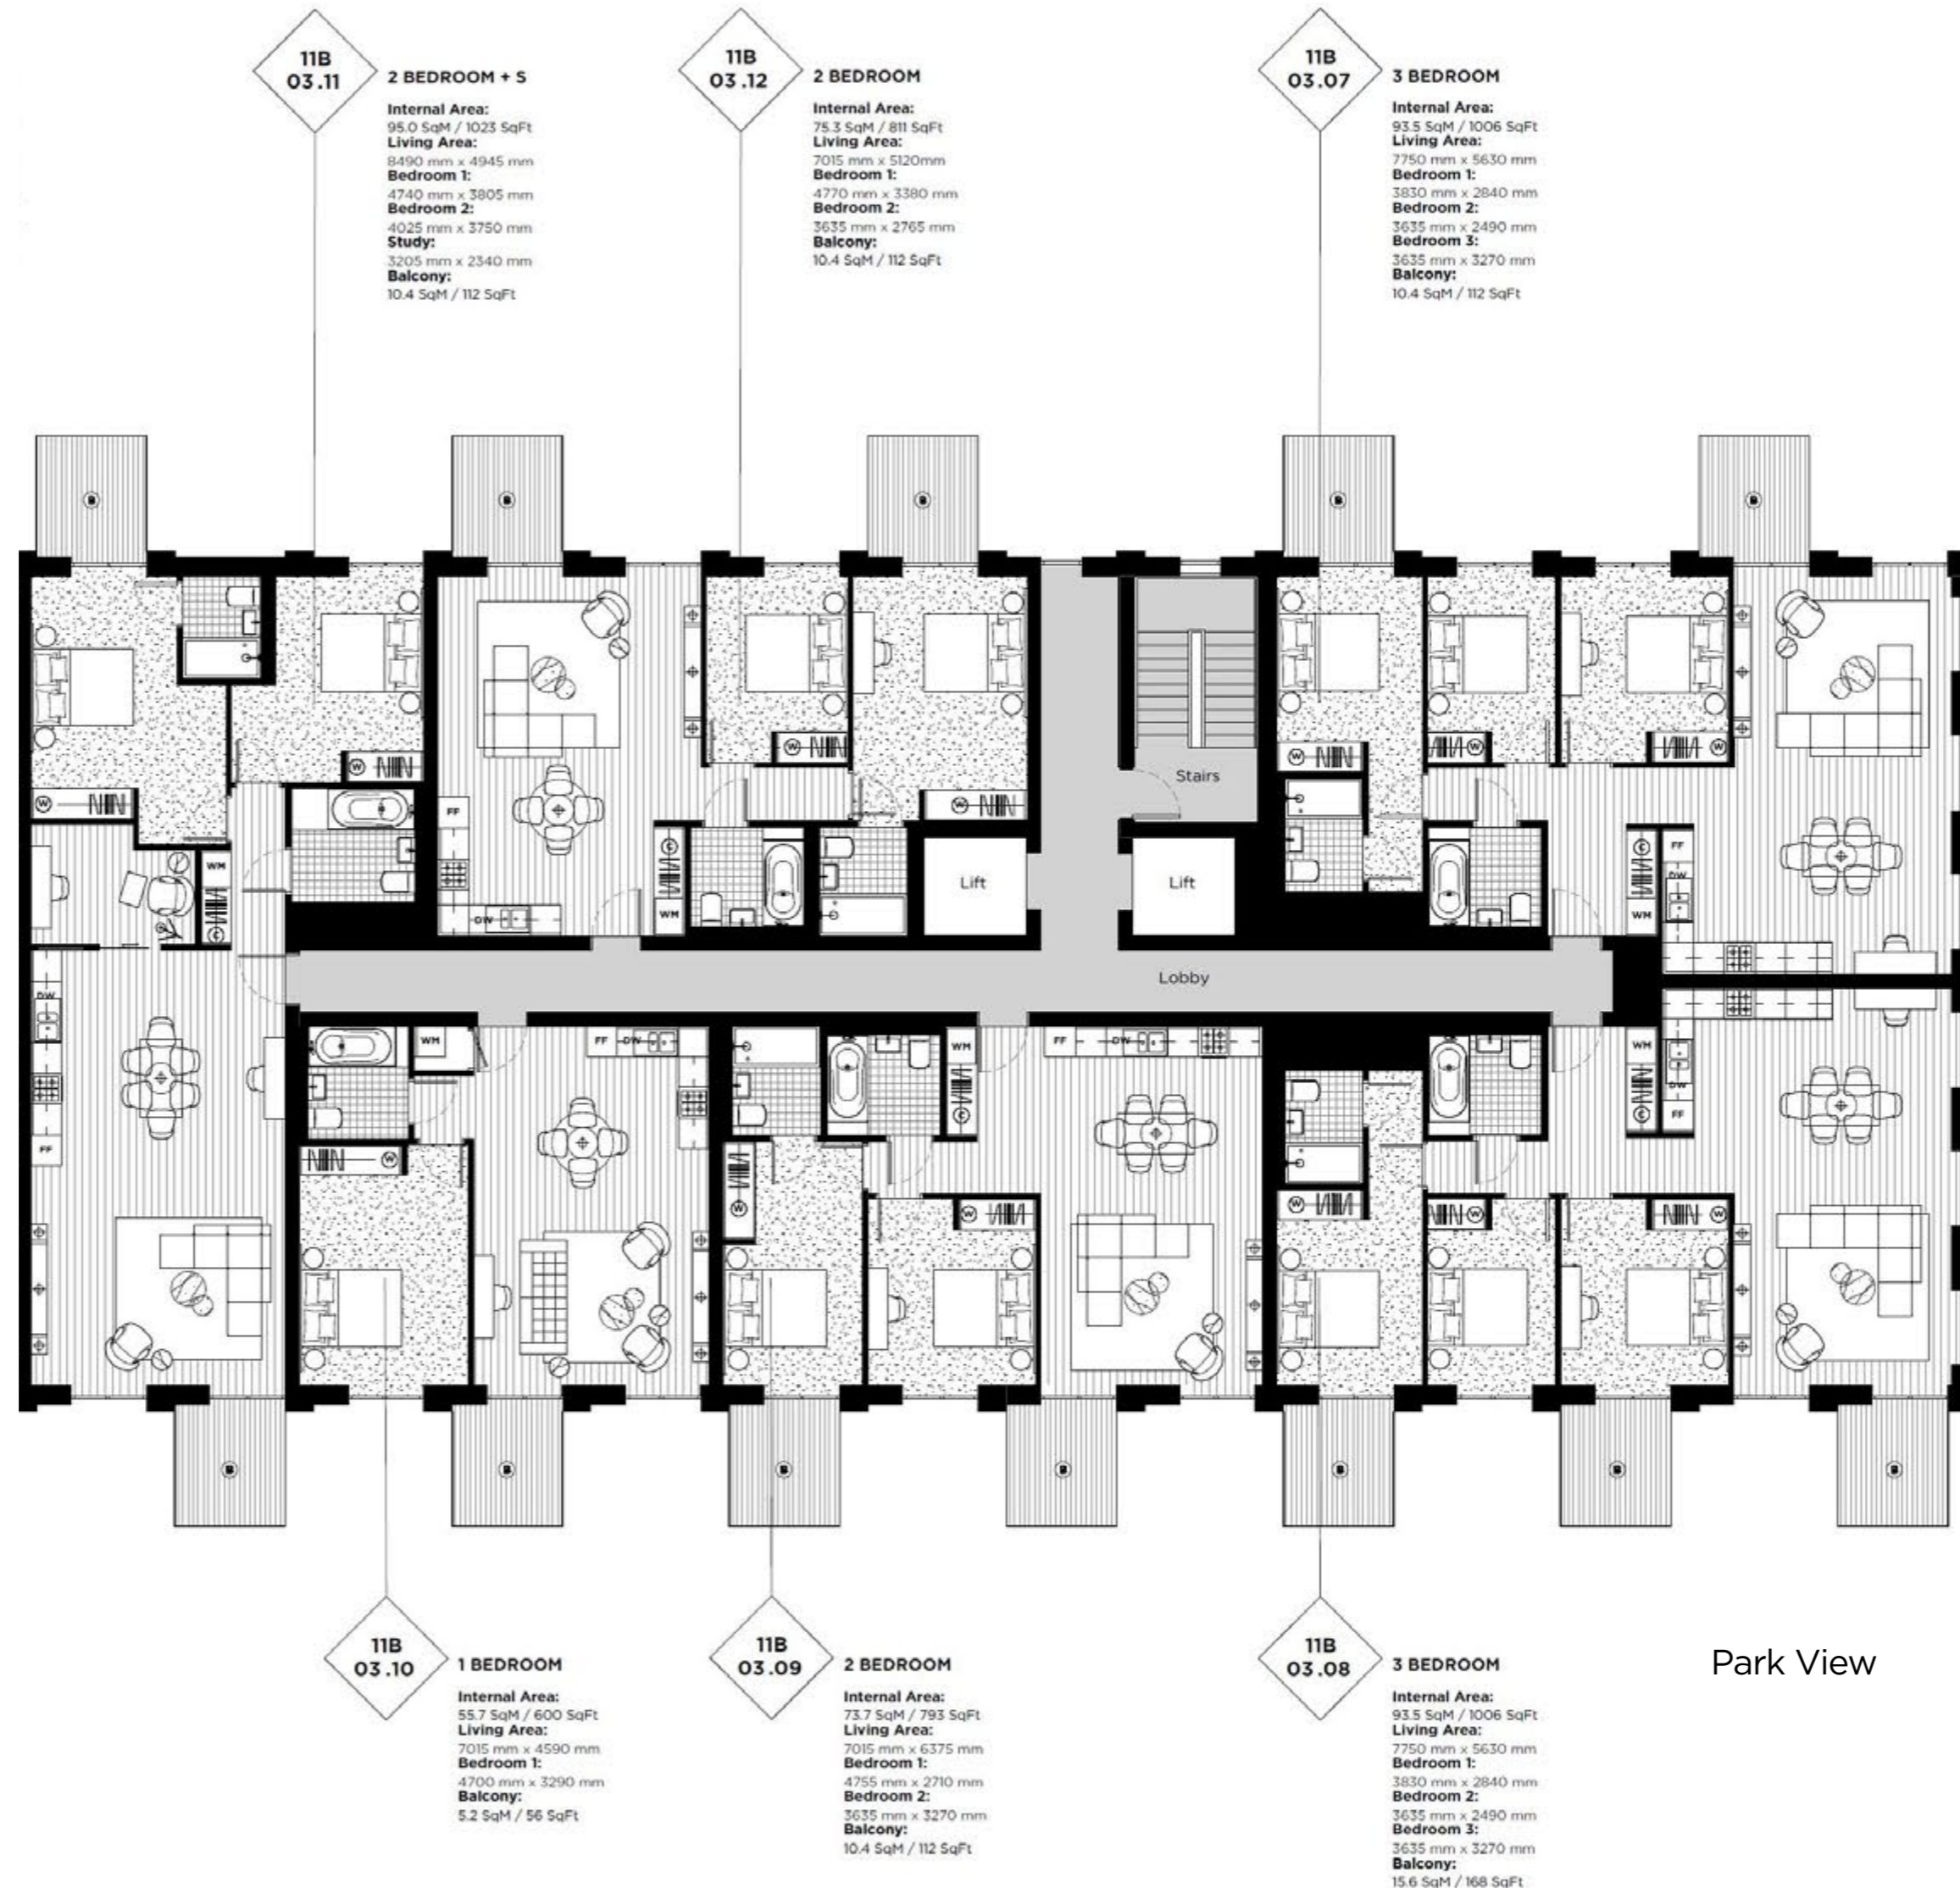 11B
03.11
2 BEDROOM + S
Internal Area:
95.0 SqM / 1023 SqFt
Living Area:
8490 mm x 4945 mm
Bedroom 1:
4740 mm x 3805 mm
Bedroom 2:
4025 mm x 3750 mm
Study:
3205 mm x 2340 mm
Balcony:
10.4 SqM / 112 SqFt
11B
03.12
2 BEDROOM
Internal Area:
75.3 SqM / 811 SqFt
Living Area:
7015 mm x 5120mm
Bedroom 1:
4770 mm x 3380 mm
Bedroom 2:
3635 mm x 2765 mm
Balcony:
10.4 SqM / 112 SqFt
11B
03.07
3 BEDROOM
Internal Area:
93.5 SqM / 1006 SqFt
Living Area:
7750 mm x 5630 mm
Bedroom 1:
3830 mm x 2840 mm
Bedroom 2:
3635 mm x 2490 mm
Bedroom 3:
3635 mm x 3270 mm
Balcony:
10.4 SqM / 112 SqFt
B
B
B
B
B
W
W
W
W
W
W
W
Stairs
W
FF
C
WM
DW
WM
C
Lift
Lift
C
WM
FF
DW
Lobby
DW
FF
WM
FF
DW
WM
C
FF
DW
WM
C
DW
FF
W
W
W
W
W
W
B
B
B
B
B
B
B
11B
03.10
1 BEDROOM
Internal Area:
55.7 SqM / 600 SqFt
Living Area:
7015 mm x 4590 mm
Bedroom 1:
4700 mm x 3290 mm
Balcony:
5.2 SqM / 56 SqFt
11B
03.09
2 BEDROOM
Internal Area:
73.7 SqM / 793 SqFt
Living Area:
7015 mm x 6375 mm
Bedroom 1:
4755 mm x 2710 mm
Bedroom 2:
3635 mm x 3270 mm
Balcony:
10.4 SqM / 112 SqFt
11B
03.08
3 BEDROOM
Internal Area:
93.5 SqM / 1006 SqFt
Living Area:
7750 mm x 5630 mm
Bedroom 1:
3830 mm x 2840 mm
Bedroom 2:
3635 mm x 2490 mm
Bedroom 3:
3635 mm x 3270 mm
Balcony:
15.6 SqM / 168 SqFt
Park View